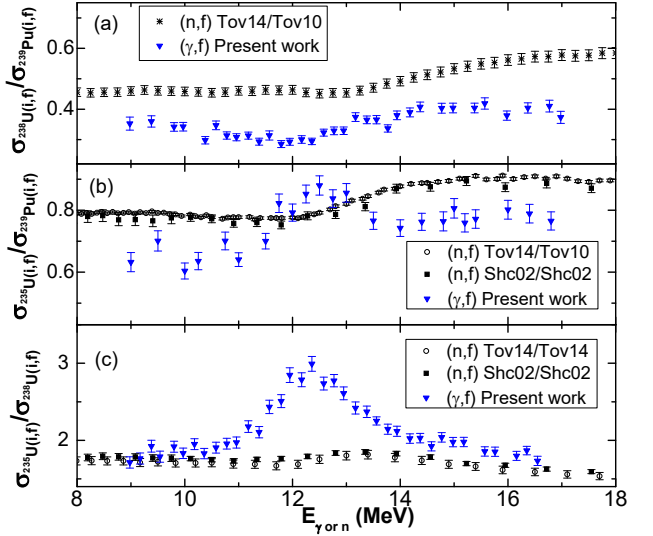 (a)
(n,f) Tov14/Tov10
(γ,f) Present work
σ238U(i,f)/σ239Pu(i,f)
0.6
0.4
(b)
σ235U(i,f)/σ239Pu(i,f)
0.8
0.6
(n,f) Tov14/Tov10
(n,f) Shc02/Shc02
(γ,f) Present work
(c)
(n,f) Tov14/Tov14
(n,f) Shc02/Shc02
(γ,f) Present work
σ235U(i,f)/σ238U(i,f)
3
2
1
8 10 12 14 16 18
Eγ or n (MeV)